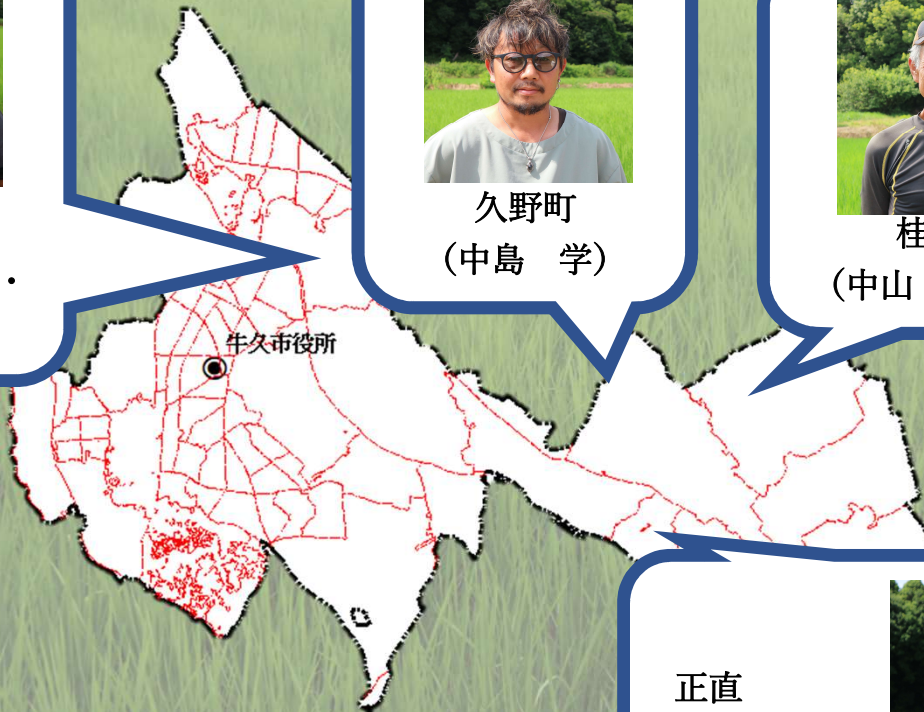 久野町
（中島　学）
桂
（中山
・
牛久市役所
正直